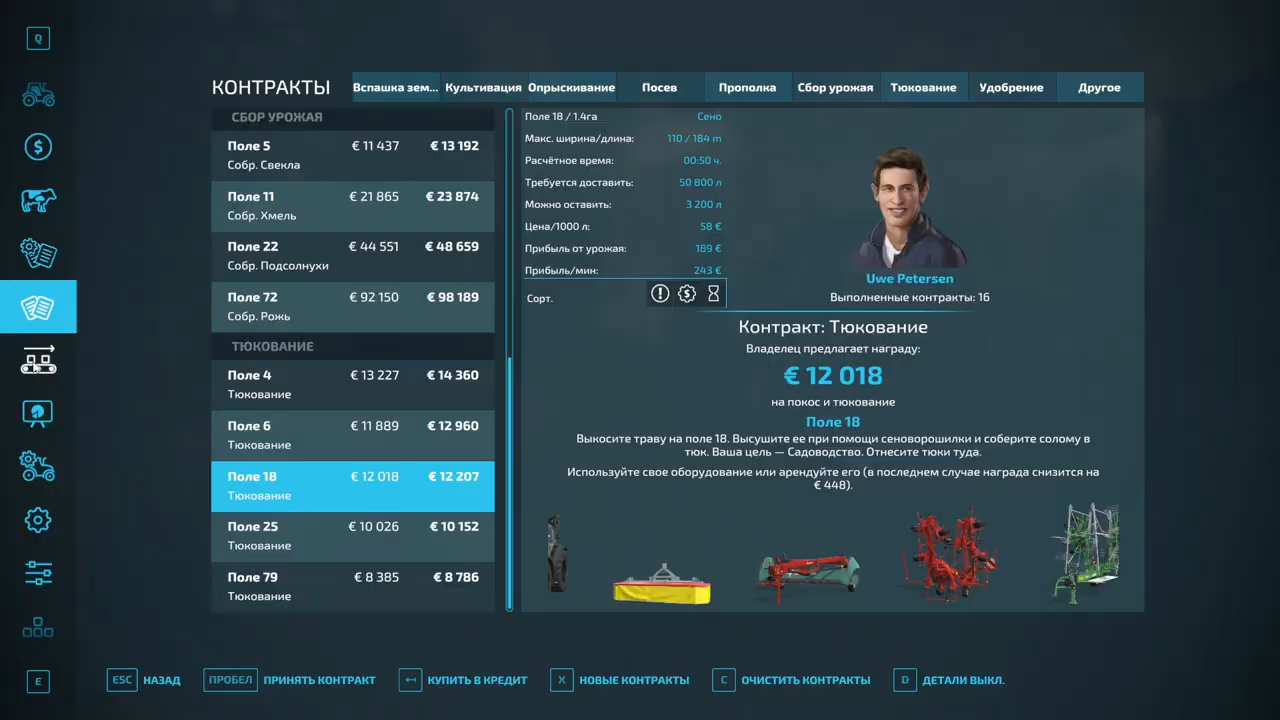 Q
КОНТРАКТЫ
Вспашка зем...
Культивация
Опрыскивание
Посев
Прополка
Сбор урожая
Тюкование
Удобрение
Другое
СБОР УРОЖАЯ
Поле 5 € 11 437 € 13 192
Собр. Свекла
Поле 11 € 21 865 € 23 874
Собр. Хмель
Поле 22 € 44 551 € 48 659
Собр. Подсолнухи
Поле 72 € 92 150 € 98 189
Собр. Рожь
ТЮКОВАНИЕ
Поле 4 € 13 227 € 14 360
Тюкование
Поле 6 € 11 889 € 12 960
Тюкование
Поле 18 € 12 018 € 12 207
Тюкование
Поле 25 € 10 026 € 10 152
Тюкование
Поле 79 € 8 385 € 8 786
Тюкование
Поле 18 / 1.4га Сено
Макс. ширина/длина: 110 / 184 m
Расчётное время: 00:50 ч.
Требуется доставить: 50 800 л
Можно оставить: 3 200 л
Цена/1000 л: 58 €
Прибыль от урожая: 189 €
Прибыль/мин: 243 €
Сорт.
Uwe Petersen
Выполненные контракты: 16
Контракт: Тюкование
Владелец предлагает награду:
€ 12 018
на покос и тюкование
Поле 18
Выкосите траву на поле 18. Высушите ее при помощи сеноворошилки и соберите солому в
тюк. Ваша цель — Садоводство. Отнесите тюки туда.
Используйте свое оборудование или арендуйте его (в последнем случае награда снизится на
€ 448).
E
ESC НАЗАД
ПРОБЕЛ ПРИНЯТЬ КОНТРАКТ
КУПИТЬ В КРЕДИТ
X НОВЫЕ КОНТРАКТЫ
C ОЧИСТИТЬ КОНТРАКТЫ
D ДЕТАЛИ ВЫКЛ.